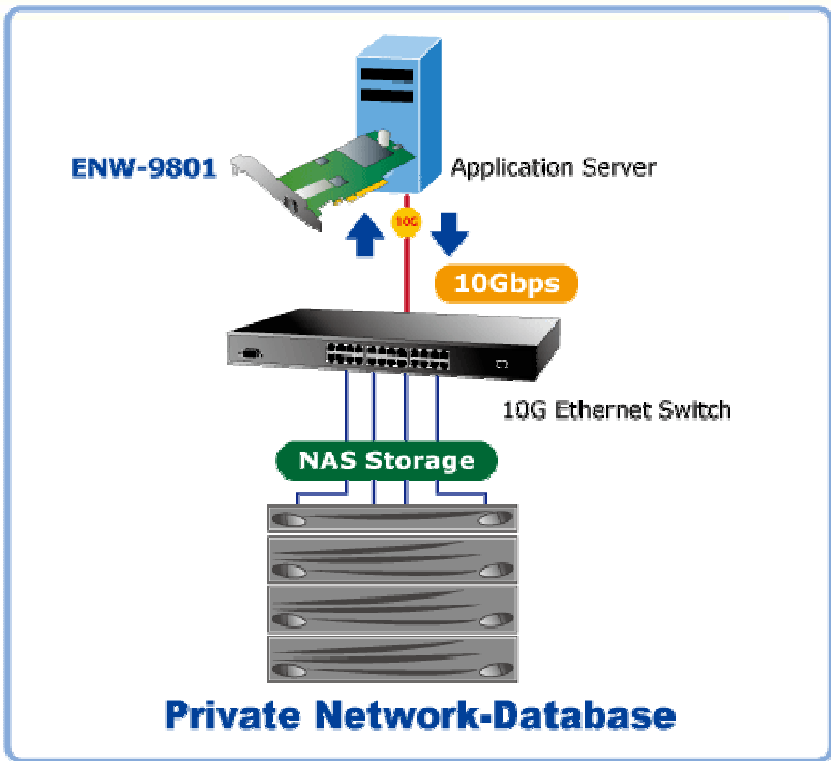 ENW-9801
Application Server
10G
10Gbps
10G Ethernet Switch
NAS Storage
Private Network-Database